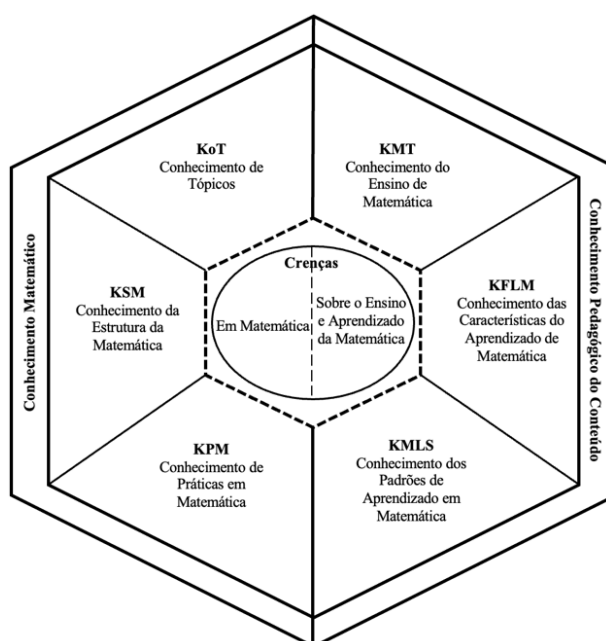 KoT
Conhecimento de
Tópicos
KMT
Conhecimento do
Ensino de
Matemática
Conhecimento Matemático
KSM
Conhecimento da
Estrutura da
Matemática
Crenças
Em Matemática
Sobre o Ensino
e Aprendizado
da Matemática
KFLM
Conhecimento das
Características do
Aprendizado de
Matemática
Conhecimento Pedagógico do Conteúdo
KPM
Conhecimento de
Práticas em
Matemática
KMLS
Conhecimento dos
Padrões de
Aprendizado em
Matemática